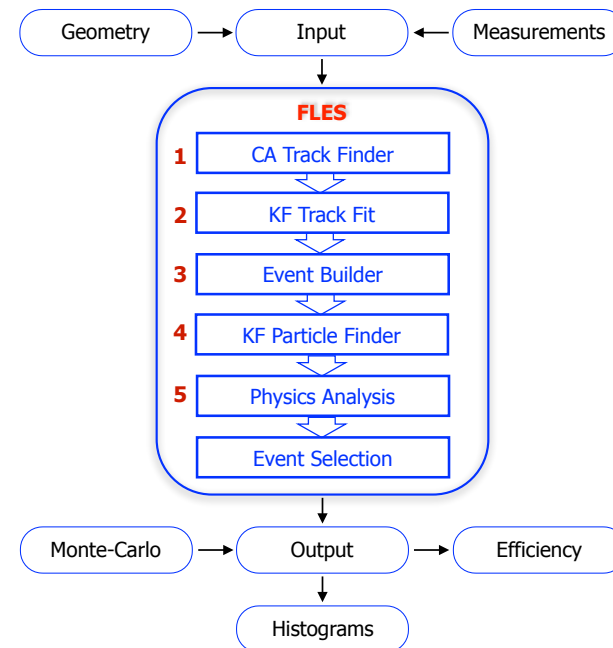 Geometry
Input
Measurements
FLES
1
CA Track Finder
2
KF Track Fit
3
Event Builder
4
KF Particle Finder
5
Physics Analysis
Event Selection
Monte-Carlo
Output
Efficiency
Histograms